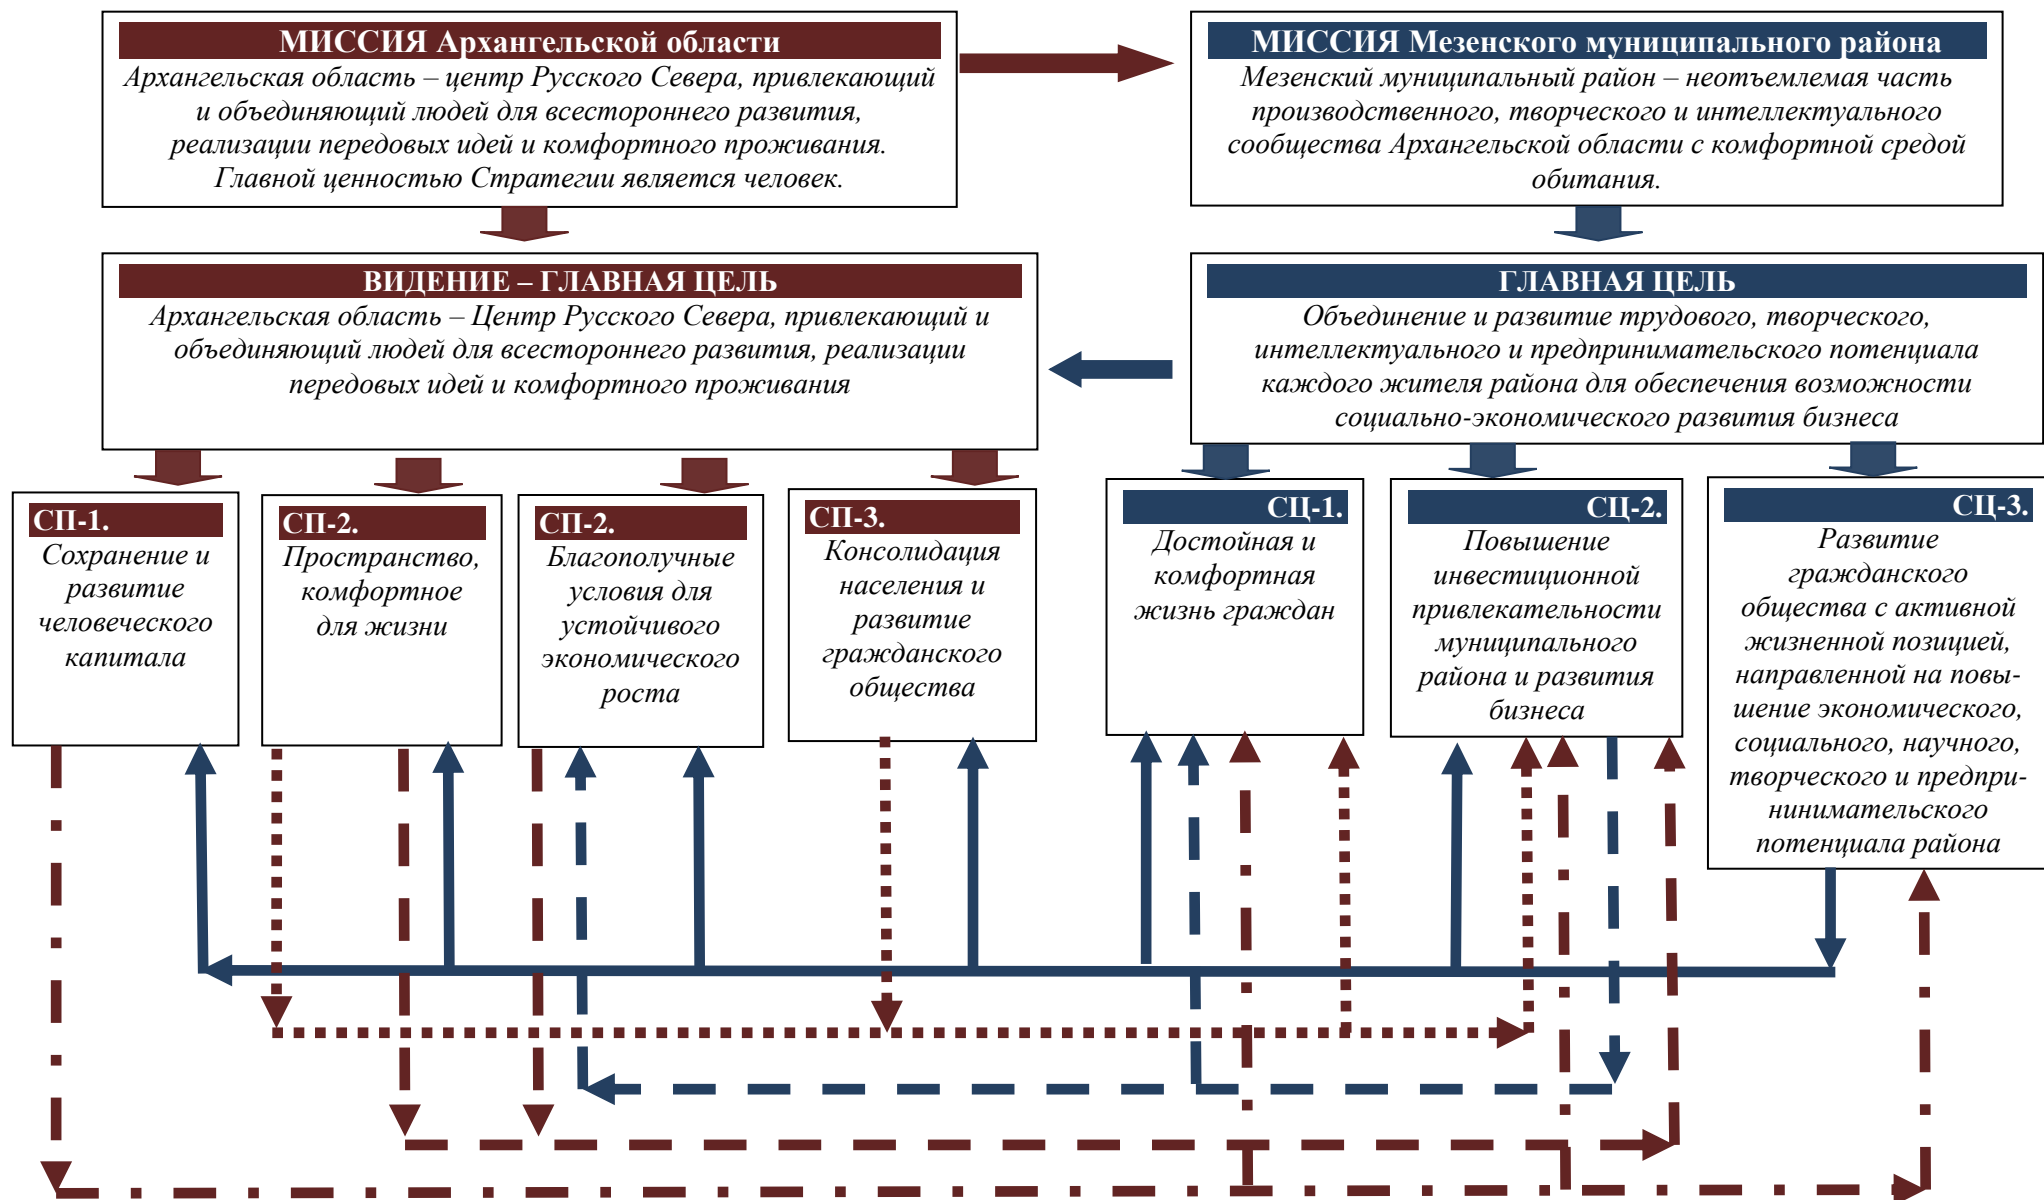 МИССИЯ Архангельской области
Архангельская область – центр Русского Севера, привлекающий
и объединяющий людей для всестороннего развития,
реализации передовых идей и комфортного проживания.
Главной ценностью Стратегии является человек.
МИССИЯ Мезенского муниципального района
Мезенский муниципальный район – неотъемлемая часть
производственного, творческого и интеллектуального
сообщества Архангельской области с комфортной средой
обитания.
ВИДЕНИЕ – ГЛАВНАЯ ЦЕЛЬ
Архангельская область – Центр Русского Севера, привлекающий и
объединяющий людей для всестороннего развития, реализации
передовых идей и комфортного проживания
ГЛАВНАЯ ЦЕЛЬ
Объединение и развитие трудового, творческого,
интеллектуального и предпринимательского потенциала
каждого жителя района для обеспечения возможности
социально-экономического развития бизнеса
СП-1.
Сохранение и
развитие
человеческого
капитала
СП-2.
Пространство,
комфортное
для жизни
СП-2.
Благополучные
условия для
устойчивого
экономического
роста
СП-3.
Консолидация
населения и
развитие
гражданского
общества
СЦ-1.
Достойная и
комфортная
жизнь граждан
СЦ-2.
Повышение
инвестиционной
привлекательности
муниципального
района и развития
бизнеса
СЦ-3.
Развитие
гражданского
общества с активной
жизненной позицией,
направленной на повы-
шение экономического,
социального, научного,
творческого и предпри-
нинимательского
потенциала района